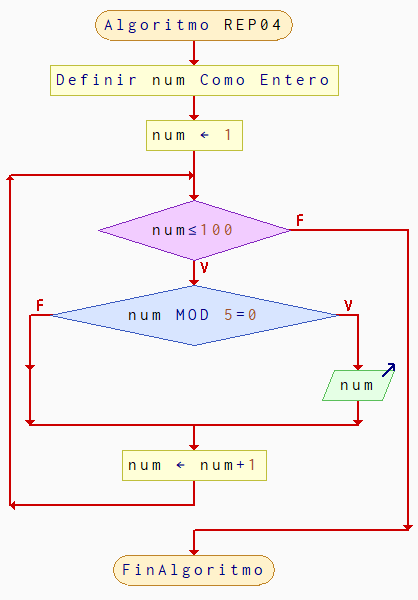 Algoritmo REP04
Definir num Como Entero
num ← 1
num≤100
F
V
num MOD 5=0
F
V
num
num ← num+1
FinAlgoritmo